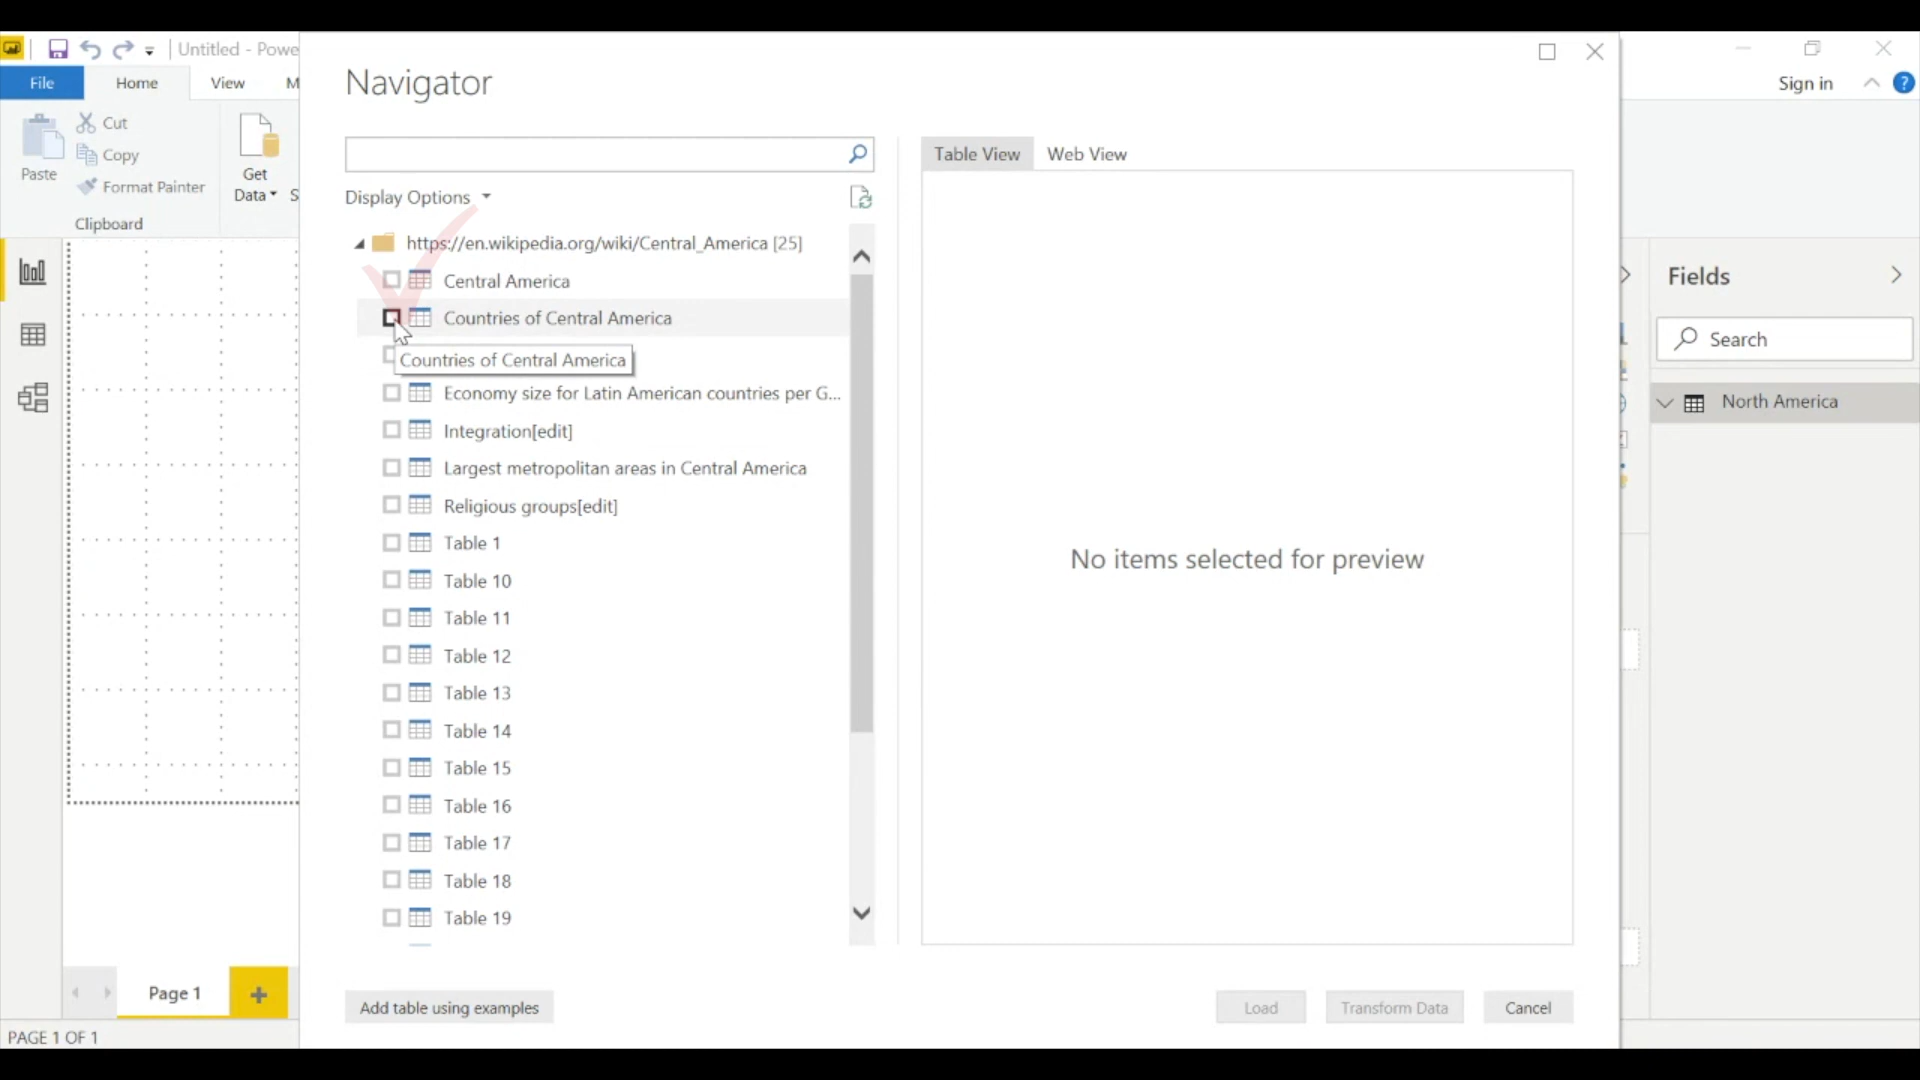 Untitled - Powe
Sign in
?
File
Home
View
M
Cut
Copy
Format Painter
Paste
Get
Data
S
Clipboard
Navigator
Display Options
https://en.wikipedia.org/wiki/Central_America [25]
Central America
Countries of Central America
Countries of Central America
Economy size for Latin American countries per G...
Integration[edit]
Largest metropolitan areas in Central America
Religious groups[edit]
Table 1
Table 10
Table 11
Table 12
Table 13
Table 14
Table 15
Table 16
Table 17
Table 18
Table 19
Table View
Web View
No items selected for preview
Add table using examples
Load
Transform Data
Cancel
Fields
Search
North America
Page 1
PAGE 1 OF 1